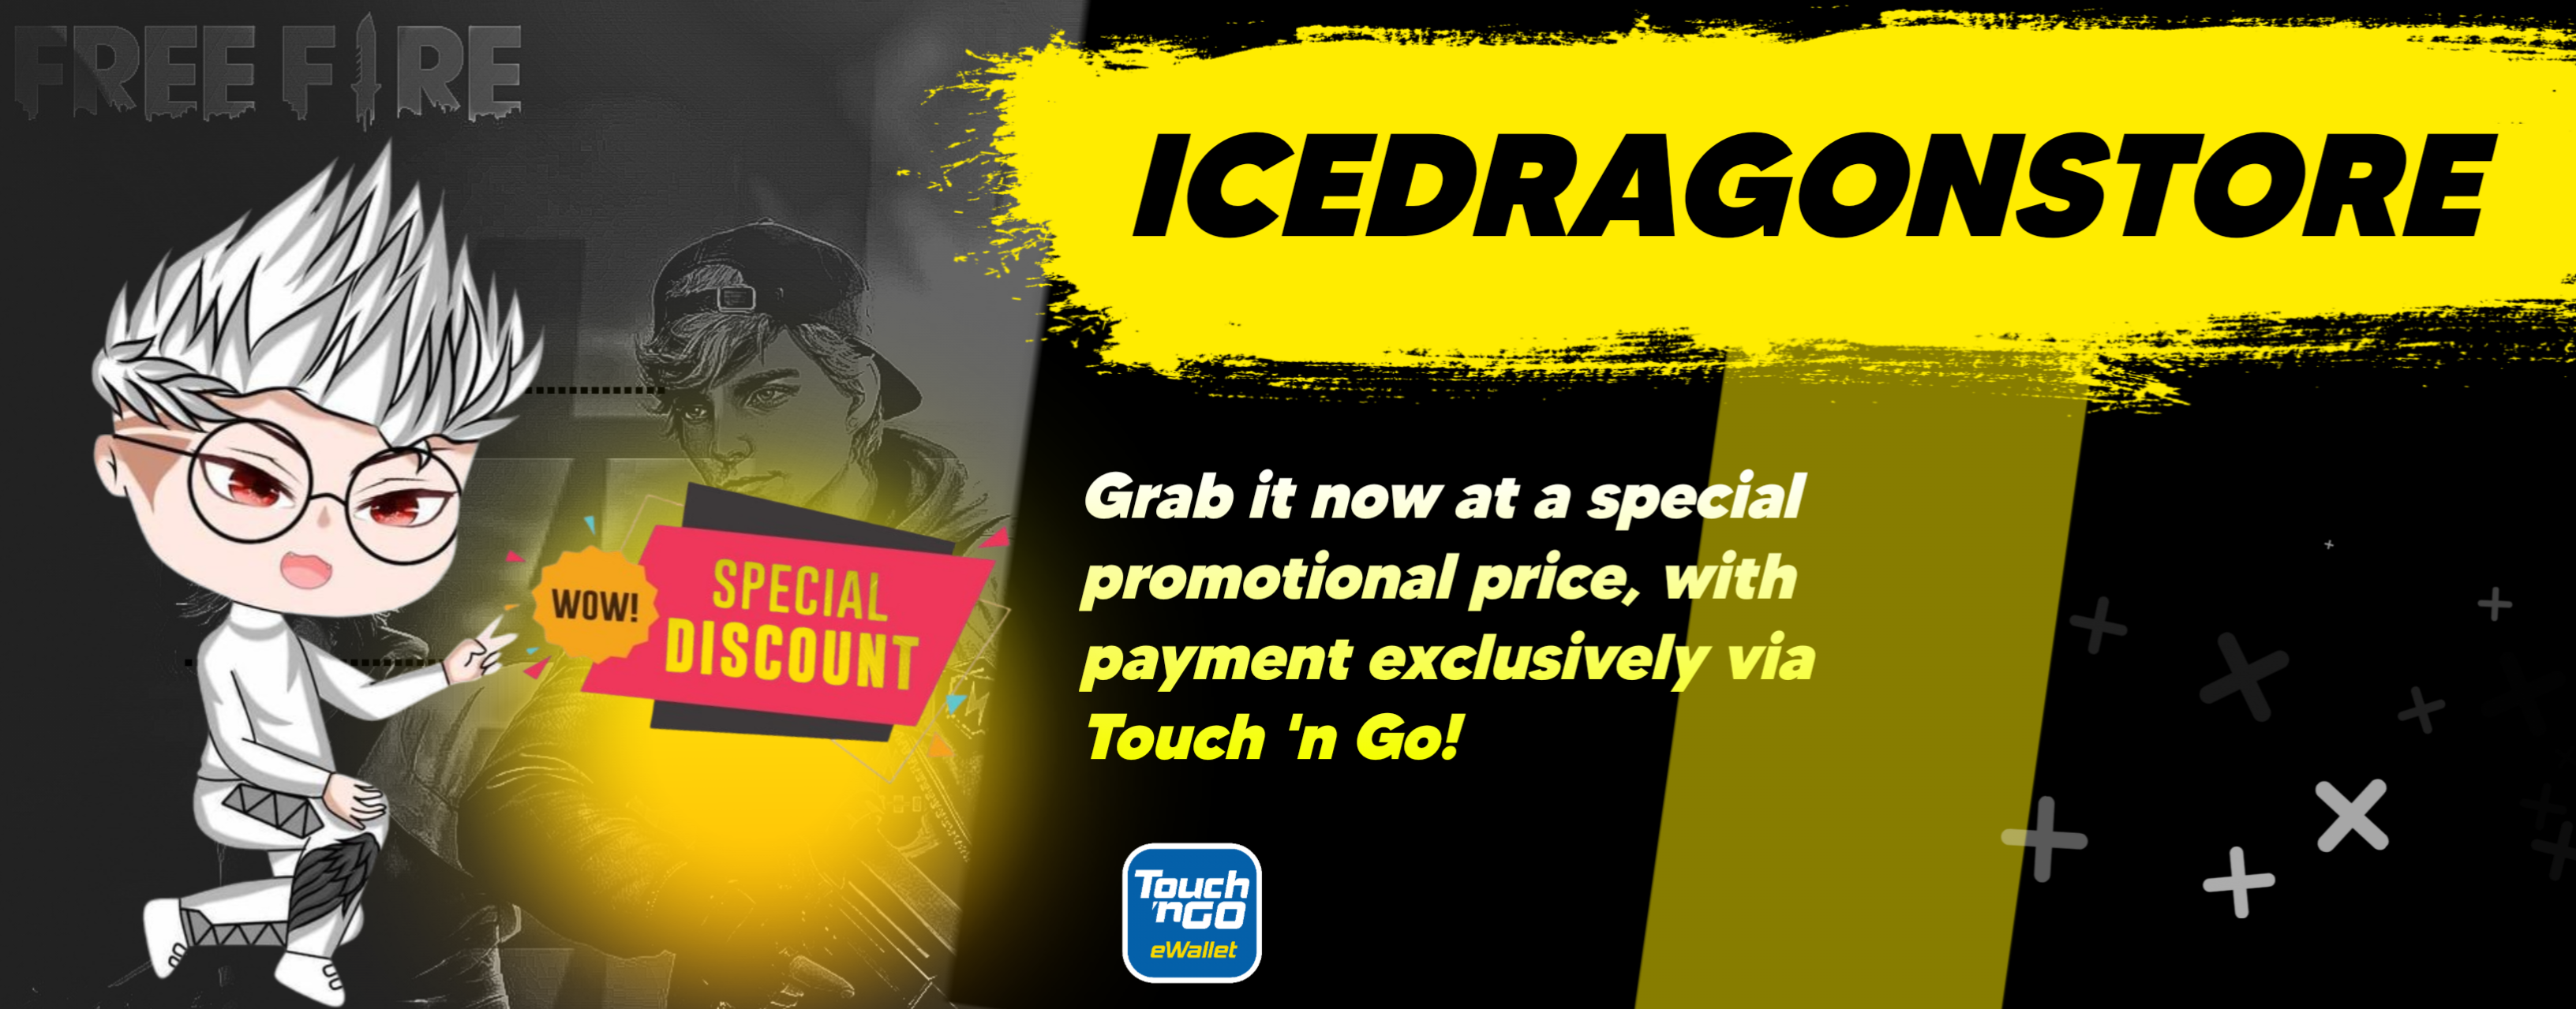 FREE FIRE
ICEDRAGONSTORE
WOW!
SPECIAL
DISCOUNT
Grab it now at a special
promotional price, with
payment exclusively via
Touch 'n Go!
Touch
'nGO
eWallet